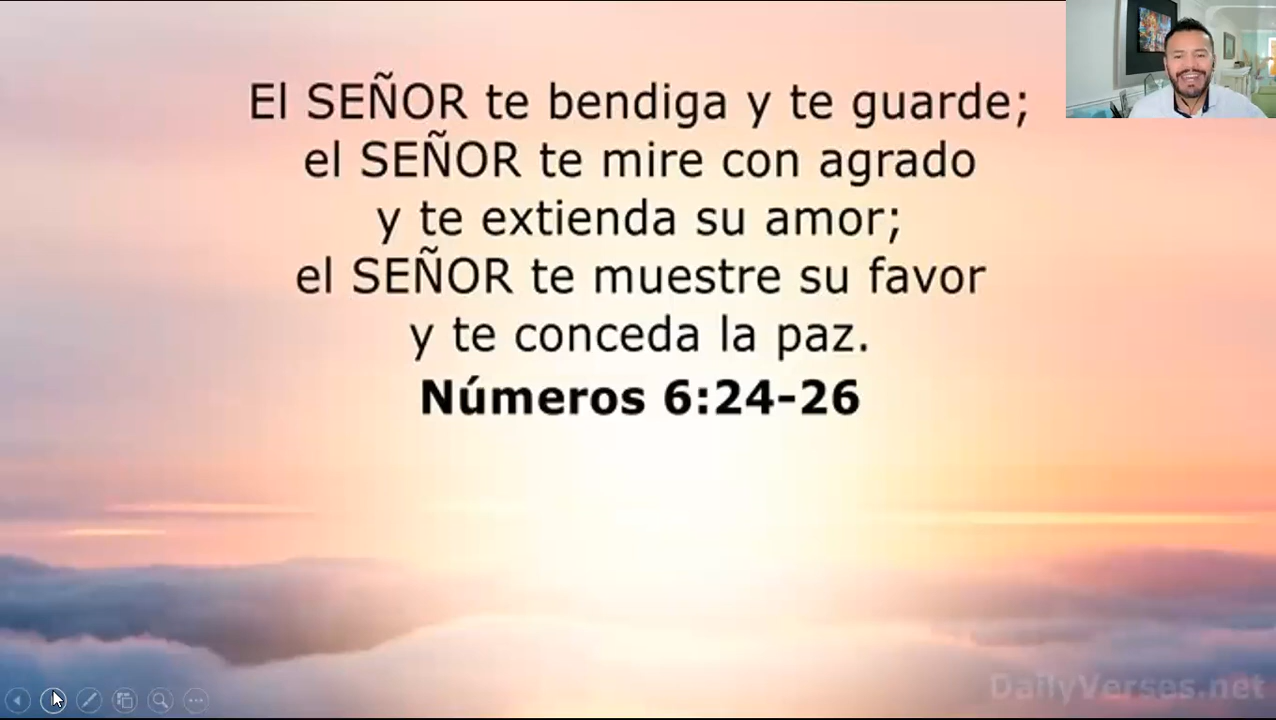 El SEÑOR te bendiga y te guarde;
el SEÑOR te mire con agrado
y te extienda su amor;
el SEÑOR te muestre su favor
y te conceda la paz.
Números 6:24-26
DailyVerses.net